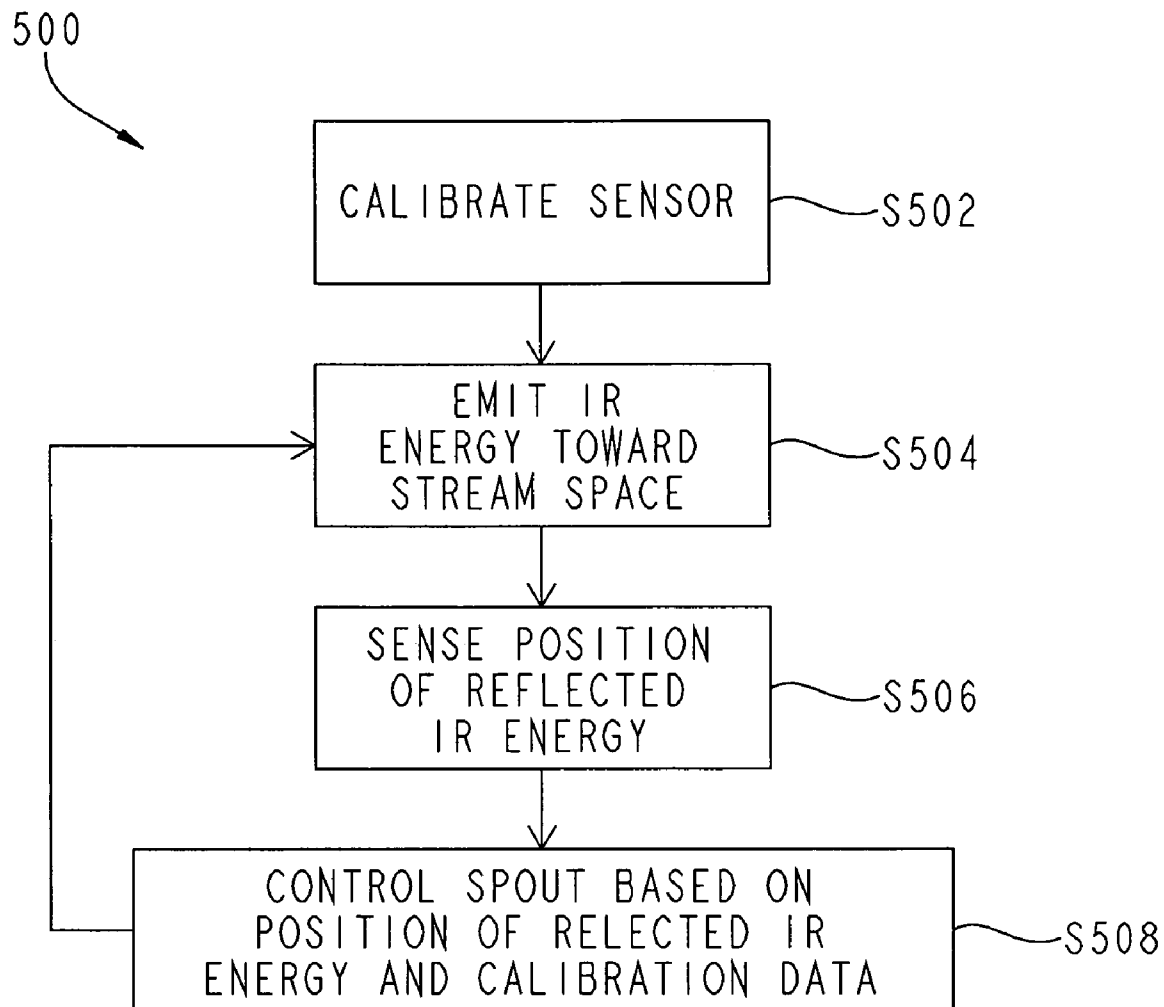 500
CALIBRATE SENSOR
S502
EMIT IR
ENERGY TOWARD
STREAM SPACE
S504
SENSE POSITION
OF REFLECTED
IR ENERGY
S506
CONTROL SPOUT BASED ON
POSITION OF RELECTED IR
ENERGY AND CALIBRATION DATA
S508